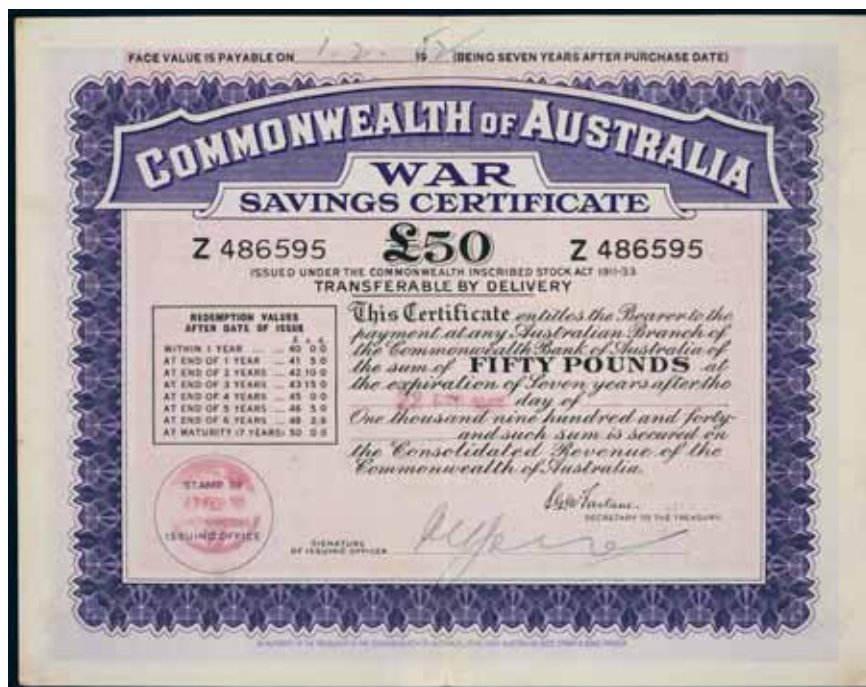 FACE VALUE IS PAYABLE ON 1-2- 19 (BEING SEVEN YEARS AFTER PURCHASE DATE)
COMMONWEALTH OF AUSTRALIA
WAR
SAVINGS CERTIFICATE
Z 486595 £50 Z 486595
ISSUED UNDER THE COMMONWEALTH INSCRIBED STOCK ACT 1911-33
TRANSFERABLE BY DELIVERY
REDEMPTION VALUES
AFTER DATE OF ISSUE
£ s. d.
WITHIN 1 YEAR ... ... 40 0 0
AT END OF 1 YEAR ... 41 5 0
AT END OF 2 YEARS ... 42 10 0
AT END OF 3 YEARS ... 43 15 0
AT END OF 4 YEARS ... 45 0 0
AT END OF 5 YEARS ... 46 5 0
AT END OF 6 YEARS ... 48 2 6
AT MATURITY (7 YEARS) 50 0 0
This Certificate entitles the Bearer to the
payment at any Australian Branch of
the Commonwealth Bank of Australia of
the sum of FIFTY POUNDS at
the expiration of Seven years after the
day of
One thousand nine hundred and forty-
and such sum is secured on
the Consolidated Revenue of the
Commonwealth of Australia.
SECRETARY TO THE TREASURY
STAMP OF
ISSUING OFFICE
SIGNATURE
OF ISSUING OFFICER